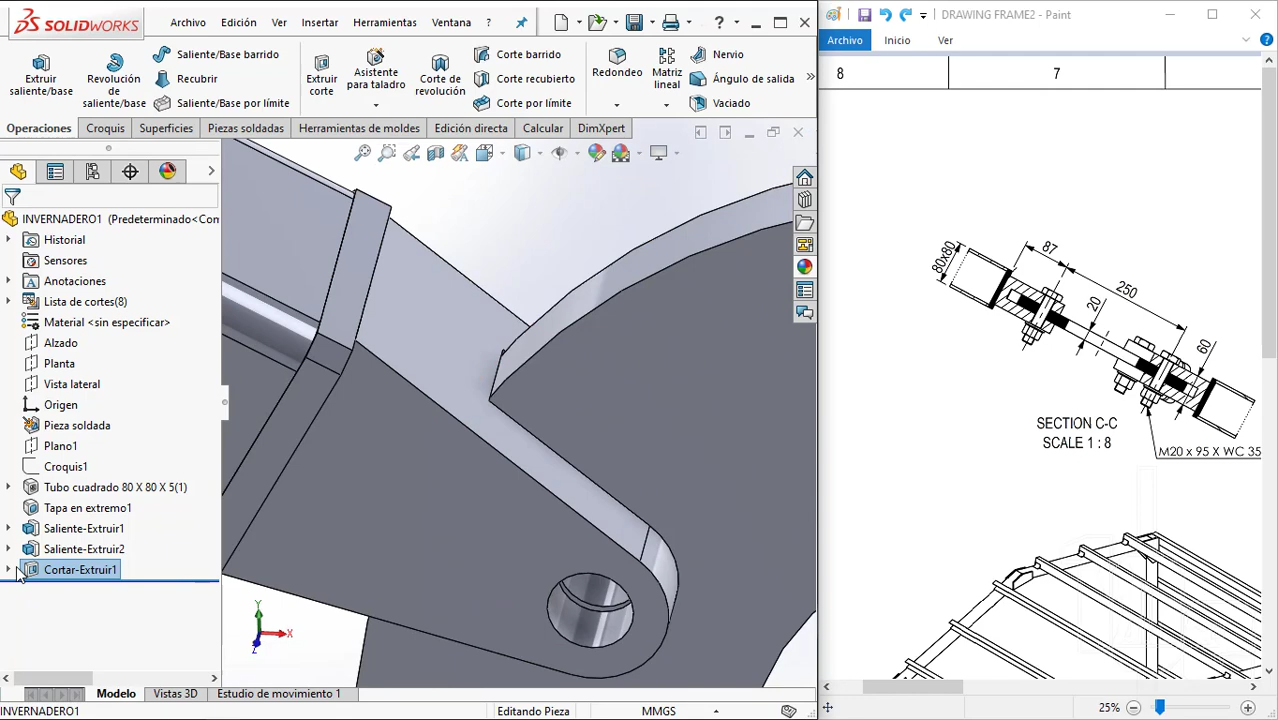 SOLIDWORKS
Archivo Edición Ver Insertar Herramientas Ventana ?
DRAWING FRAME2 - Paint
Archivo Inicio Ver
Extruir saliente/base
Revolución de saliente/base
Saliente/Base barrido
Recubrir
Saliente/Base por límite
Extruir corte
Asistente para taladro
Corte de revolución
Corte barrido
Corte recubierto
Corte por límite
Redondeo
Matriz lineal
Nervio
Ángulo de salida
Vaciado
Operaciones Croquis Superficies Piezas soldadas Herramientas de moldes Edición directa Calcular DimXpert
INVERNADERO1 (Predeterminado<Com
Historial
Sensores
Anotaciones
Lista de cortes(8)
Material <sin especificar>
Alzado
Planta
Vista lateral
Origen
Pieza soldada
Plano1
Croquis1
Tubo cuadrado 80 X 80 X 5(1)
Tapa en extremo1
Saliente-Extruir1
Saliente-Extruir2
Cortar-Extruir1
Y
X
Z
Modelo Vistas 3D Estudio de movimiento 1
INVERNADERO1 Editando Pieza MMGS
8 7
80x80
87
250
20
60
SECTION C-C
SCALE 1 : 8
M20 x 95 X WC 35
25%